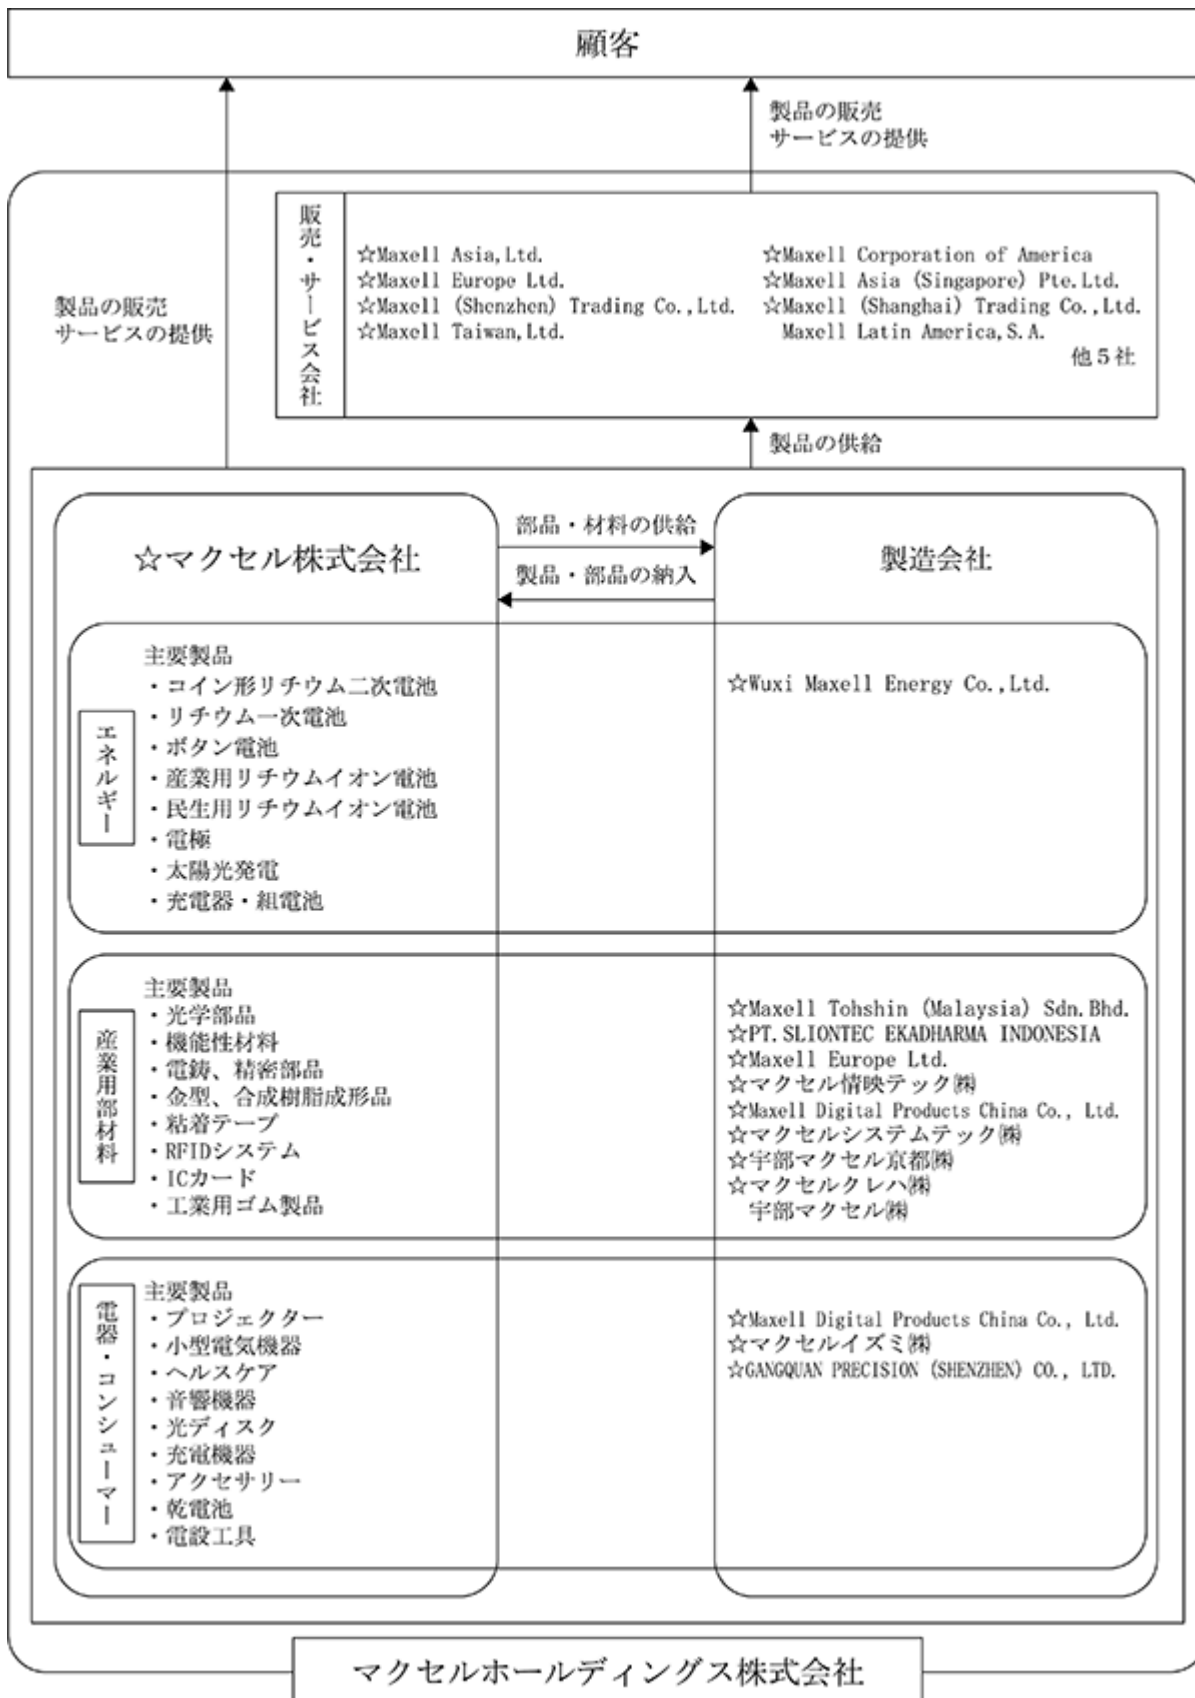 顧客
製品の販売
サービスの提供
製品の販売
サービスの提供
販売・サービス会社
☆Maxell Asia,Ltd.
☆Maxell Europe Ltd.
☆Maxell (Shenzhen) Trading Co.,Ltd.
☆Maxell Taiwan,Ltd.
☆Maxell Corporation of America
☆Maxell Asia (Singapore) Pte.Ltd.
☆Maxell (Shanghai) Trading Co.,Ltd.
Maxell Latin America,S.A.
他5社
製品の供給
☆マクセル株式会社
部品・材料の供給
製品・部品の納入
製造会社
エネルギー
主要製品
・コイン形リチウム二次電池
・リチウム一次電池
・ボタン電池
・産業用リチウムイオン電池
・民生用リチウムイオン電池
・電極
・太陽光発電
・充電器・組電池
☆Wuxi Maxell Energy Co.,Ltd.
産業用部材料
主要製品
・光学部品
・機能性材料
・電鋳、精密部品
・金型、合成樹脂成形品
・粘着テープ
・RFIDシステム
・ICカード
・工業用ゴム製品
☆Maxell Tohshin (Malaysia) Sdn.Bhd.
☆PT.SLIONTEC EKADHARMA INDONESIA
☆Maxell Europe Ltd.
☆マクセル情映テック㈱
☆Maxell Digital Products China Co., Ltd.
☆マクセルシステムテック㈱
☆宇部マクセル京都㈱
☆マクセルクレハ㈱
宇部マクセル㈱
電器・コンシューマー
主要製品
・プロジェクター
・小型電気機器
・ヘルスケア
・音響機器
・光ディスク
・充電機器
・アクセサリー
・乾電池
・電設工具
☆Maxell Digital Products China Co., Ltd.
☆マクセルイズミ㈱
☆GANGQUAN PRECISION (SHENZHEN) CO., LTD.
マクセルホールディングス株式会社